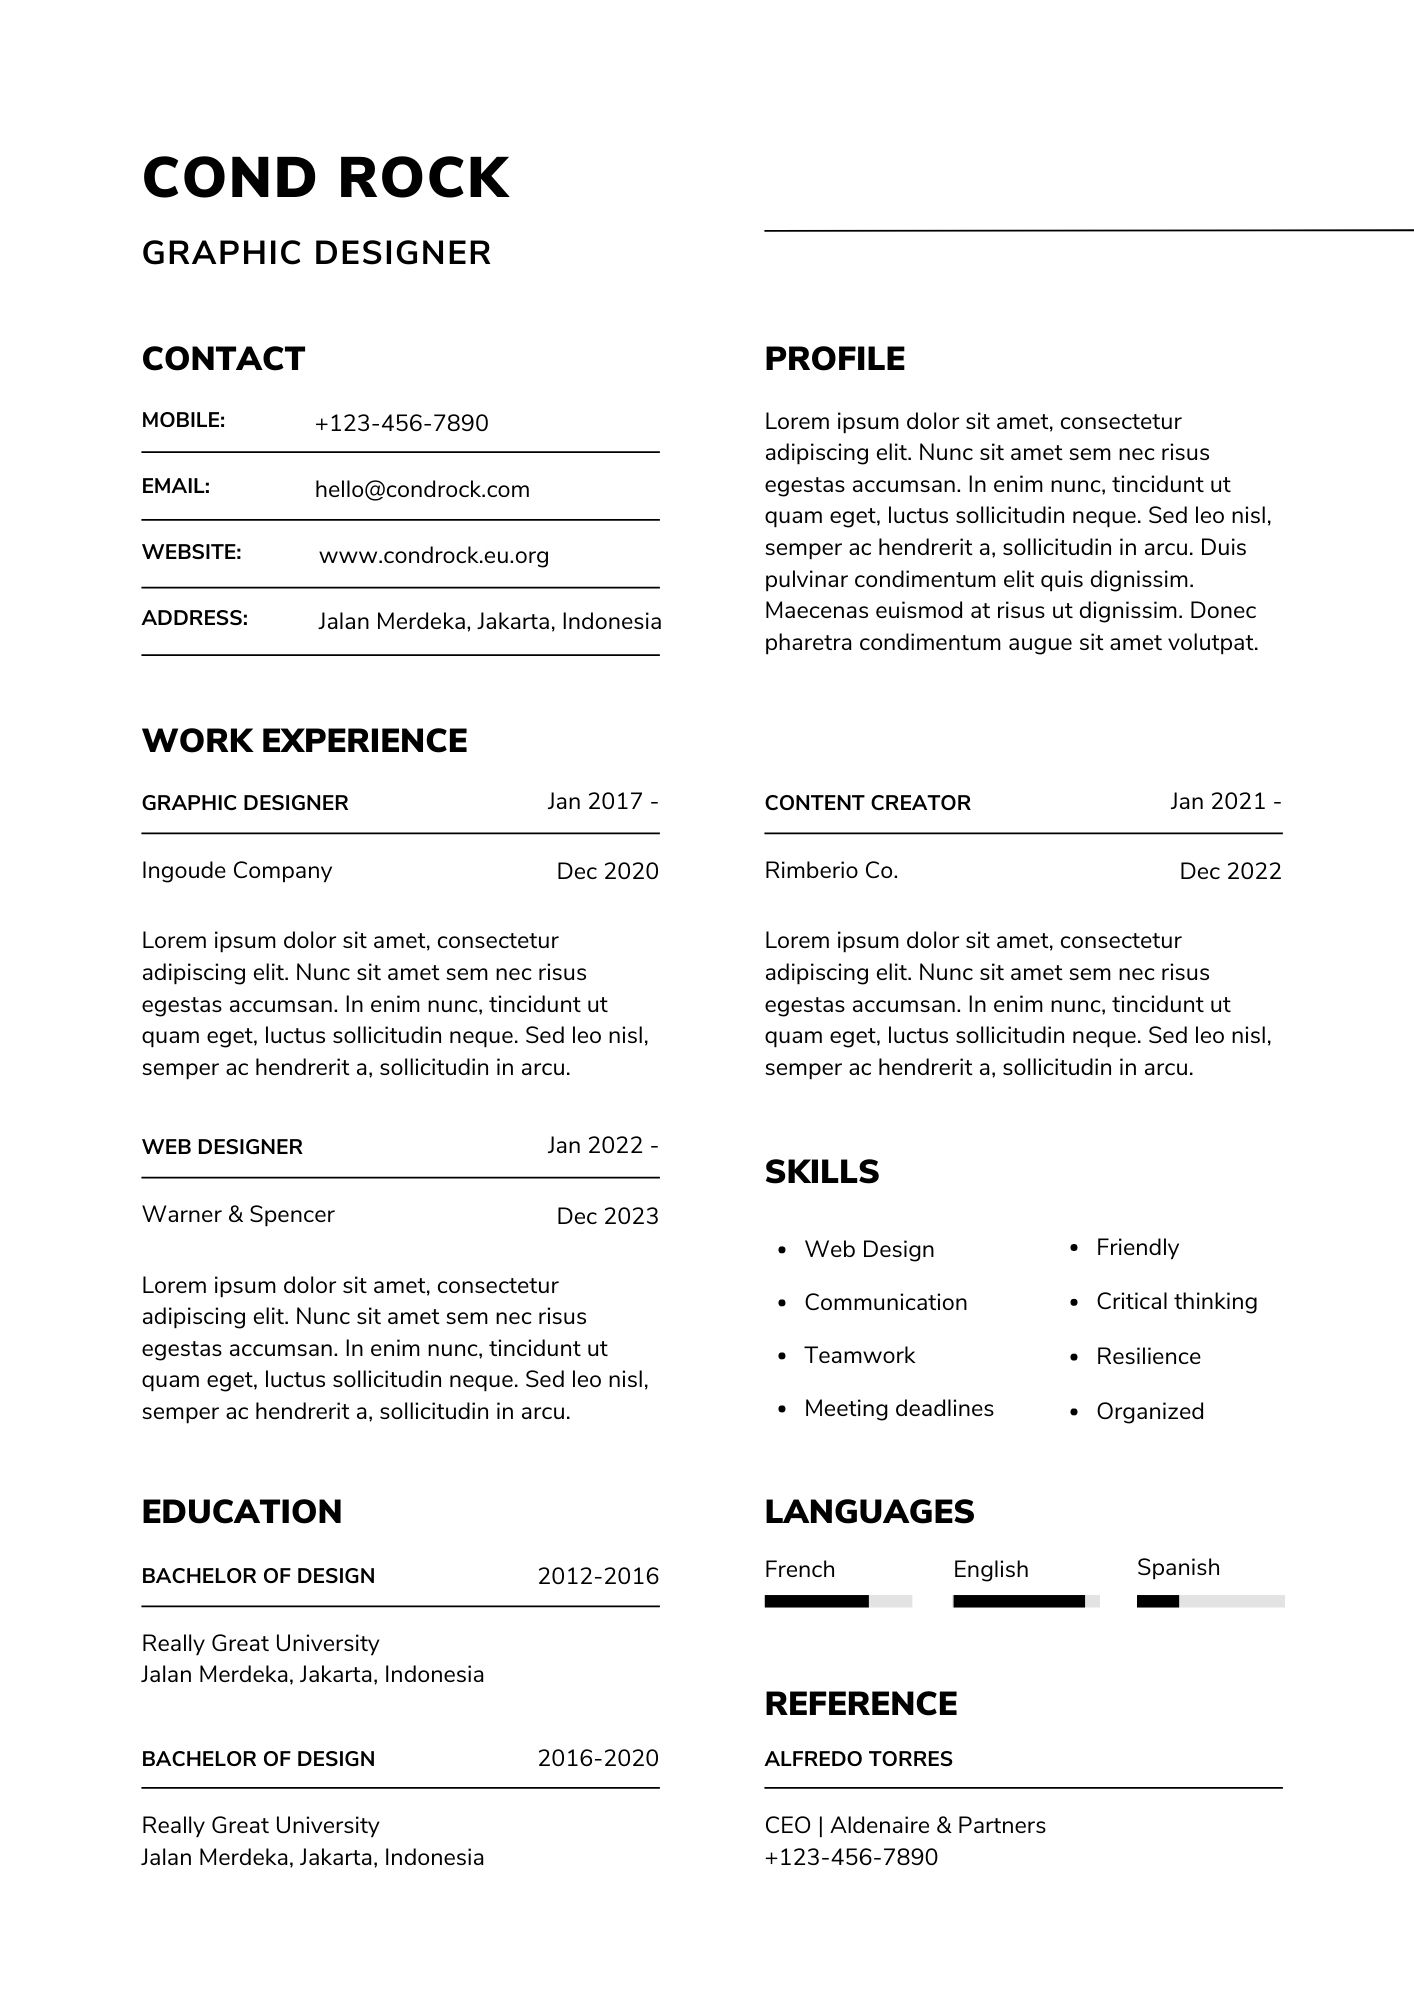 COND ROCK
GRAPHIC DESIGNER
CONTACT
MOBILE: +123-456-7890
EMAIL: hello@condrock.com
WEBSITE: www.condrock.eu.org
ADDRESS: Jalan Merdeka, Jakarta, Indonesia
PROFILE
Lorem ipsum dolor sit amet, consectetur
adipiscing elit. Nunc sit amet sem nec risus
egestas accumsan. In enim nunc, tincidunt ut
quam eget, luctus sollicitudin neque. Sed leo nisl,
semper ac hendrerit a, sollicitudin in arcu. Duis
pulvinar condimentum elit quis dignissim.
Maecenas euismod at risus ut dignissim. Donec
pharetra condimentum augue sit amet volutpat.
WORK EXPERIENCE
GRAPHIC DESIGNER Jan 2017 -
Ingoude Company Dec 2020
Lorem ipsum dolor sit amet, consectetur
adipiscing elit. Nunc sit amet sem nec risus
egestas accumsan. In enim nunc, tincidunt ut
quam eget, luctus sollicitudin neque. Sed leo nisl,
semper ac hendrerit a, sollicitudin in arcu.
CONTENT CREATOR Jan 2021 -
Rimberio Co. Dec 2022
Lorem ipsum dolor sit amet, consectetur
adipiscing elit. Nunc sit amet sem nec risus
egestas accumsan. In enim nunc, tincidunt ut
quam eget, luctus sollicitudin neque. Sed leo nisl,
semper ac hendrerit a, sollicitudin in arcu.
WEB DESIGNER Jan 2022 -
Warner & Spencer Dec 2023
Lorem ipsum dolor sit amet, consectetur
adipiscing elit. Nunc sit amet sem nec risus
egestas accumsan. In enim nunc, tincidunt ut
quam eget, luctus sollicitudin neque. Sed leo nisl,
semper ac hendrerit a, sollicitudin in arcu.
SKILLS
• Web Design
• Communication
• Teamwork
• Meeting deadlines
• Friendly
• Critical thinking
• Resilience
• Organized
EDUCATION
BACHELOR OF DESIGN 2012-2016
Really Great University
Jalan Merdeka, Jakarta, Indonesia
BACHELOR OF DESIGN 2016-2020
Really Great University
Jalan Merdeka, Jakarta, Indonesia
LANGUAGES
French English Spanish
REFERENCE
ALFREDO TORRES
CEO | Aldenaire & Partners
+123-456-7890